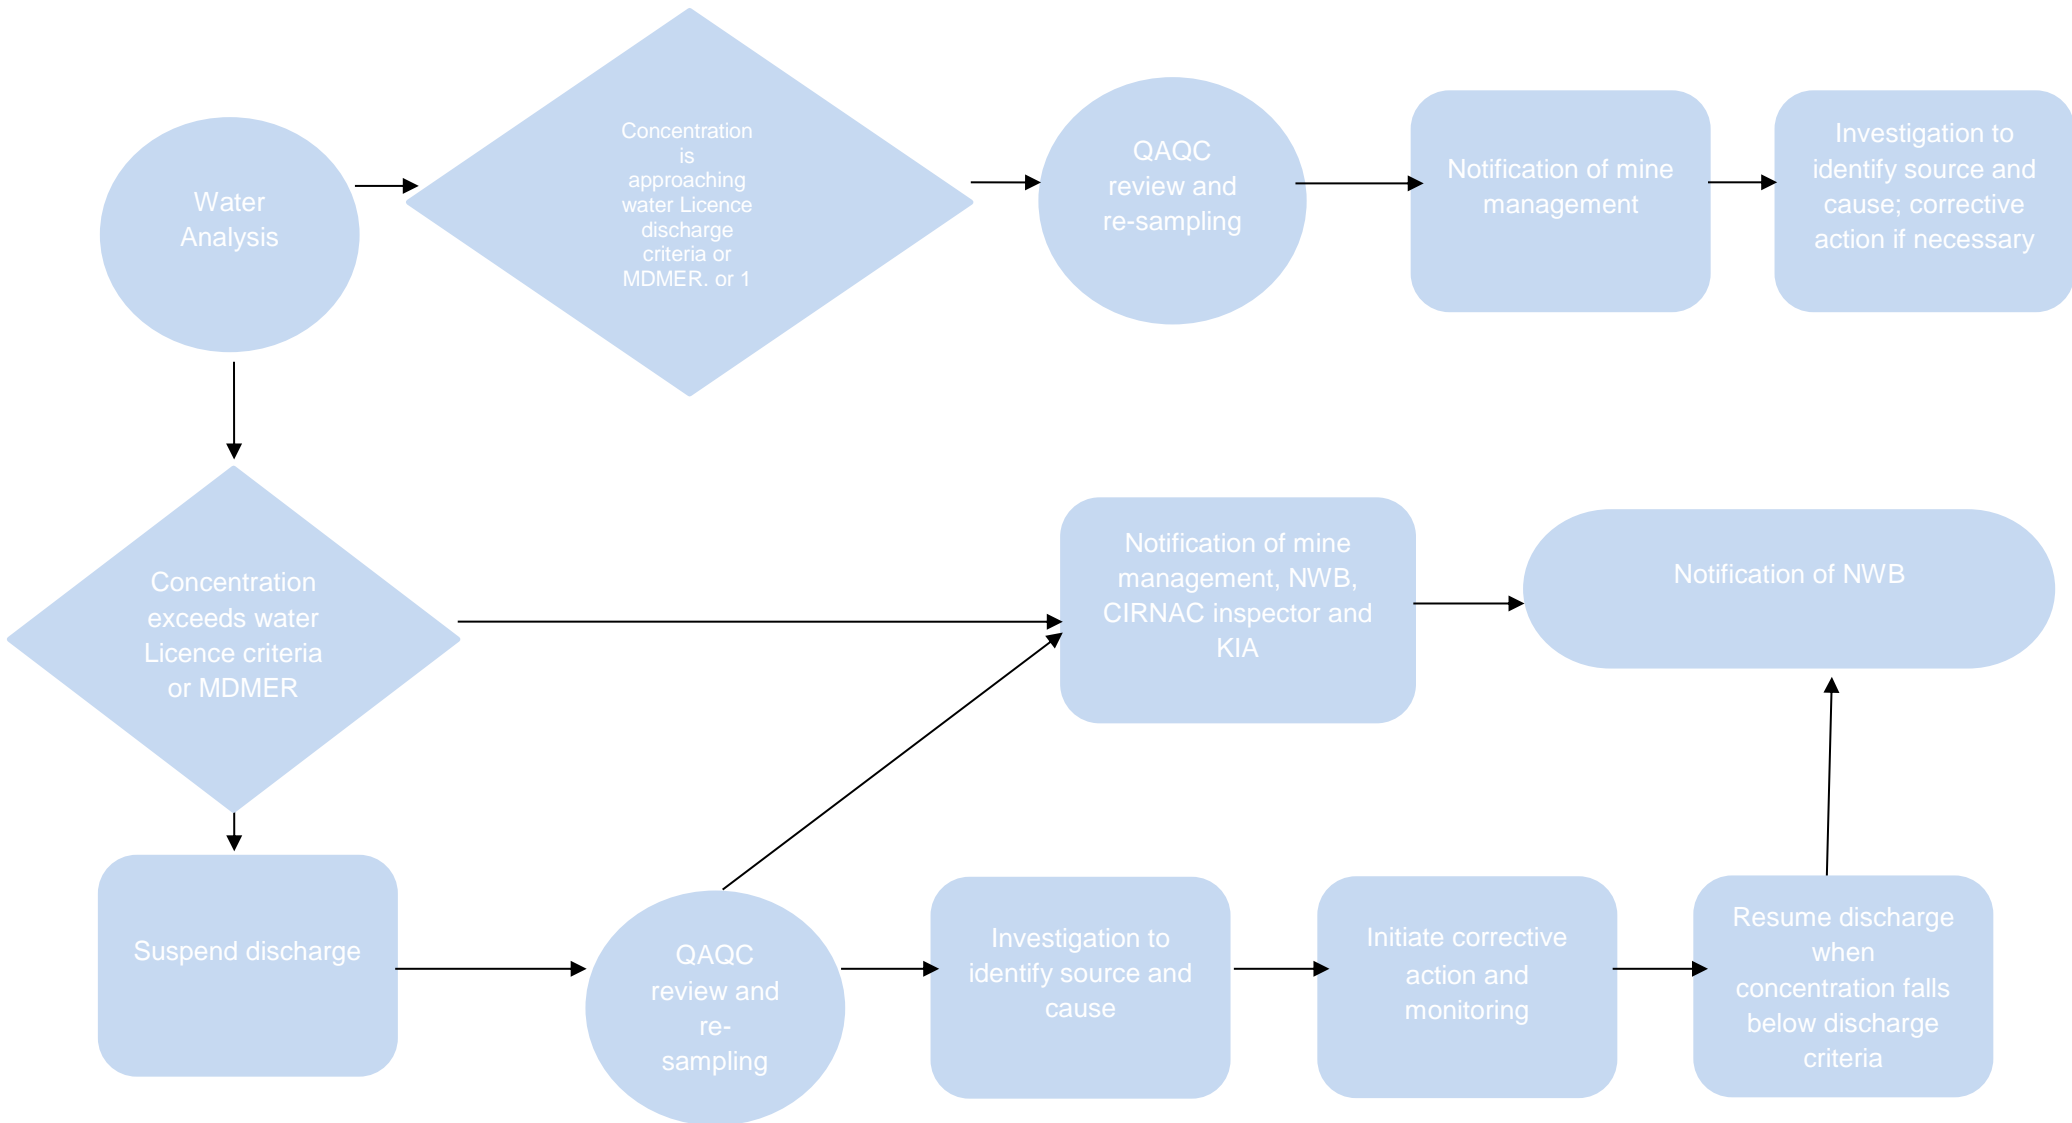 Water
Analysis
Concentration
is
approaching
water Licence
discharge
criteria or
MDMER. or 1
QAQC
review and
re-sampling
Notification of mine
management
Investigation to
identify source and
cause; corrective
action if necessary
Concentration
exceeds water
Licence criteria
or MDMER
Notification of mine
management, NWB,
CIRNAC inspector and
KIA
Notification of NWB
Suspend discharge
QAQC
review and
re-
sampling
Investigation to
identify source and
cause
Initiate corrective
action and
monitoring
Resume discharge
when
concentration falls
below discharge
criteria